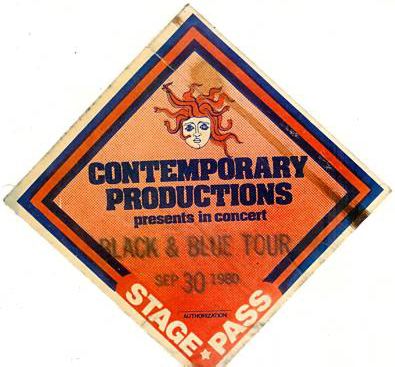 CONTEMPORARY
PRODUCTIONS
presents in concert
BLACK & BLUE TOUR
SEP 30 1980
AUTHORIZATION
STAGE ★ PASS